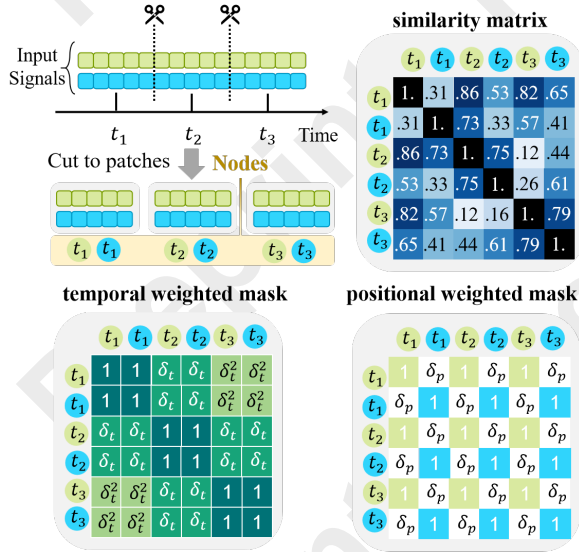 Input
Signals
t₁ t₂ t₃ Time
Cut to patches Nodes
t₁ t₁ t₂ t₂ t₃ t₃
similarity matrix
t₁ t₁ t₂ t₂ t₃ t₃
t₁ 1. .31 .86 .53 .82 .65
t₁ .31 1. .73 .33 .57 .41
t₂ .86 .73 1. .75 .12 .44
t₂ .53 .33 .75 1. .26 .61
t₃ .82 .57 .12 .16 1. .79
t₃ .65 .41 .44 .61 .79 1.
temporal weighted mask
t₁ t₁ t₂ t₂ t₃ t₃
t₁ 1 1 δₜ δₜ δₜ² δₜ²
t₁ 1 1 δₜ δₜ δₜ² δₜ²
t₂ δₜ δₜ 1 1 δₜ δₜ
t₂ δₜ δₜ 1 1 δₜ δₜ
t₃ δₜ² δₜ² δₜ δₜ 1 1
t₃ δₜ² δₜ² δₜ δₜ 1 1
positional weighted mask
t₁ t₁ t₂ t₂ t₃ t₃
t₁ 1 δₚ 1 δₚ 1 δₚ
t₁ δₚ 1 δₚ 1 δₚ 1
t₂ 1 δₚ 1 δₚ 1 δₚ
t₂ δₚ 1 δₚ 1 δₚ 1
t₃ 1 δₚ 1 δₚ 1 δₚ
t₃ δₚ 1 δₚ 1 δₚ 1